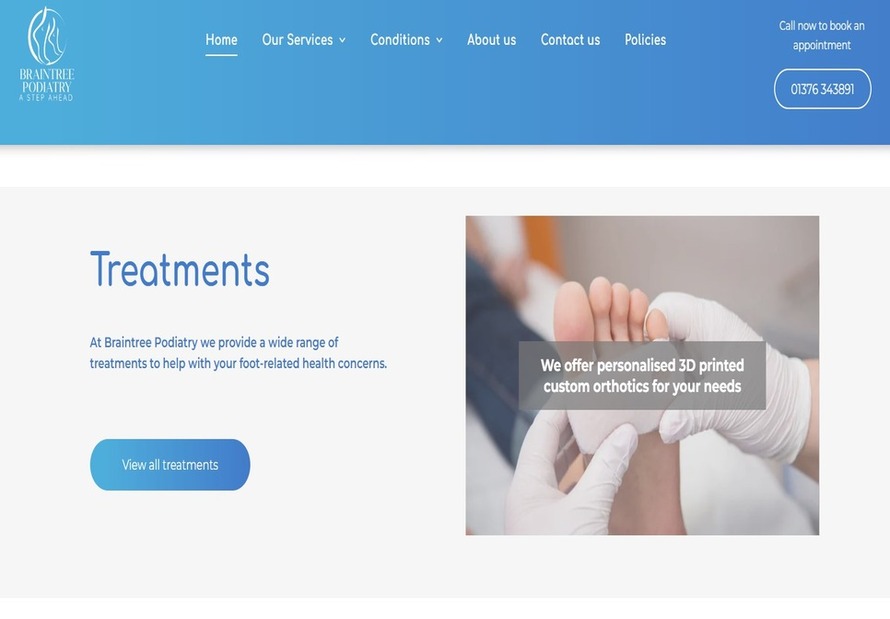 BRAINTREE
PODIATRY
A STEP AHEAD
Home
Our Services
Conditions
About us
Contact us
Policies
Call now to book an
appointment
01376 343891
Treatments
At Braintree Podiatry we provide a wide range of
treatments to help with your foot-related health concerns.
View all treatments
We offer personalised 3D printed
custom orthotics for your needs